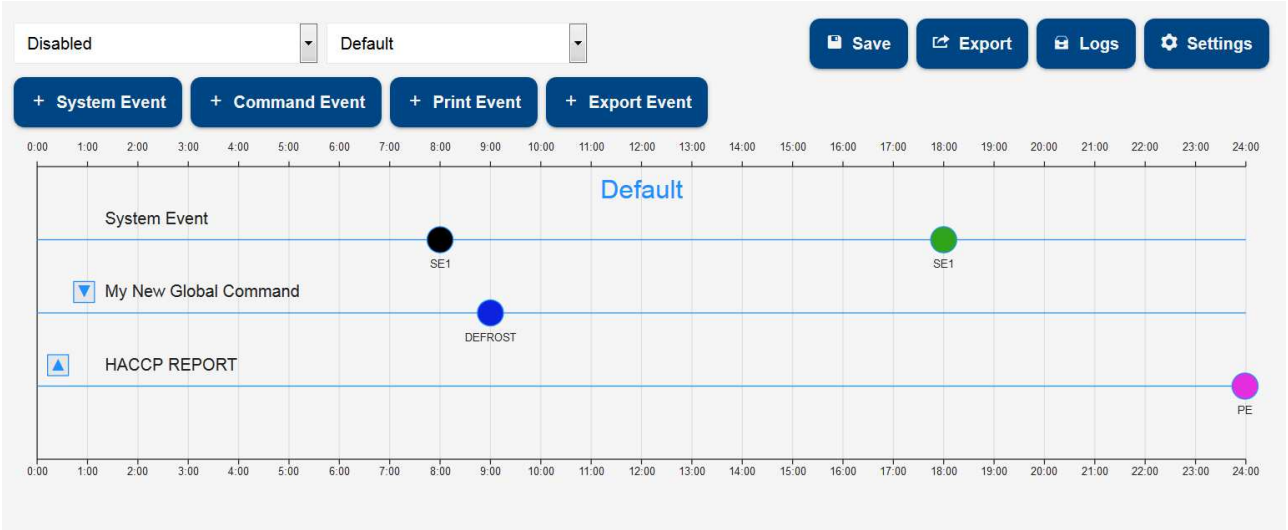 Disabled Default Save Export Logs Settings
+ System Event + Command Event + Print Event + Export Event
0:00 1:00 2:00 3:00 4:00 5:00 6:00 7:00 8:00 9:00 10:00 11:00 12:00 13:00 14:00 15:00 16:00 17:00 18:00 19:00 20:00 21:00 22:00 23:00 24:00
Default
System Event
SE1 SE1
My New Global Command
DEFROST
HACCP REPORT
PE
0:00 1:00 2:00 3:00 4:00 5:00 6:00 7:00 8:00 9:00 10:00 11:00 12:00 13:00 14:00 15:00 16:00 17:00 18:00 19:00 20:00 21:00 22:00 23:00 24:00